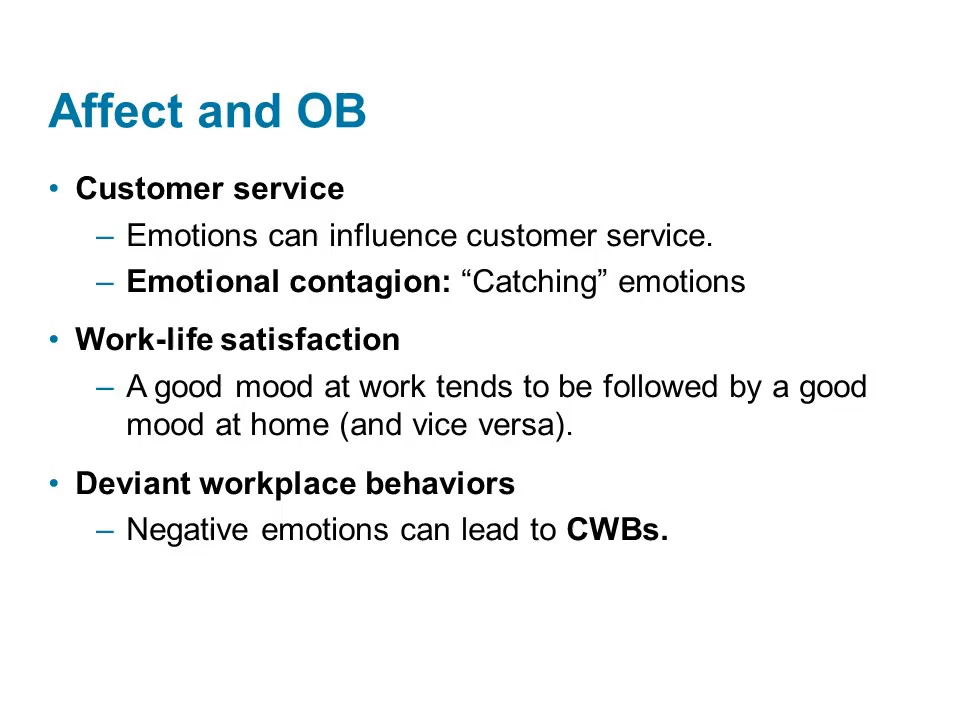 Affect and OB
• Customer service
– Emotions can influence customer service.
– Emotional contagion: “Catching” emotions
• Work-life satisfaction
– A good mood at work tends to be followed by a good
mood at home (and vice versa).
• Deviant workplace behaviors
– Negative emotions can lead to CWBs.